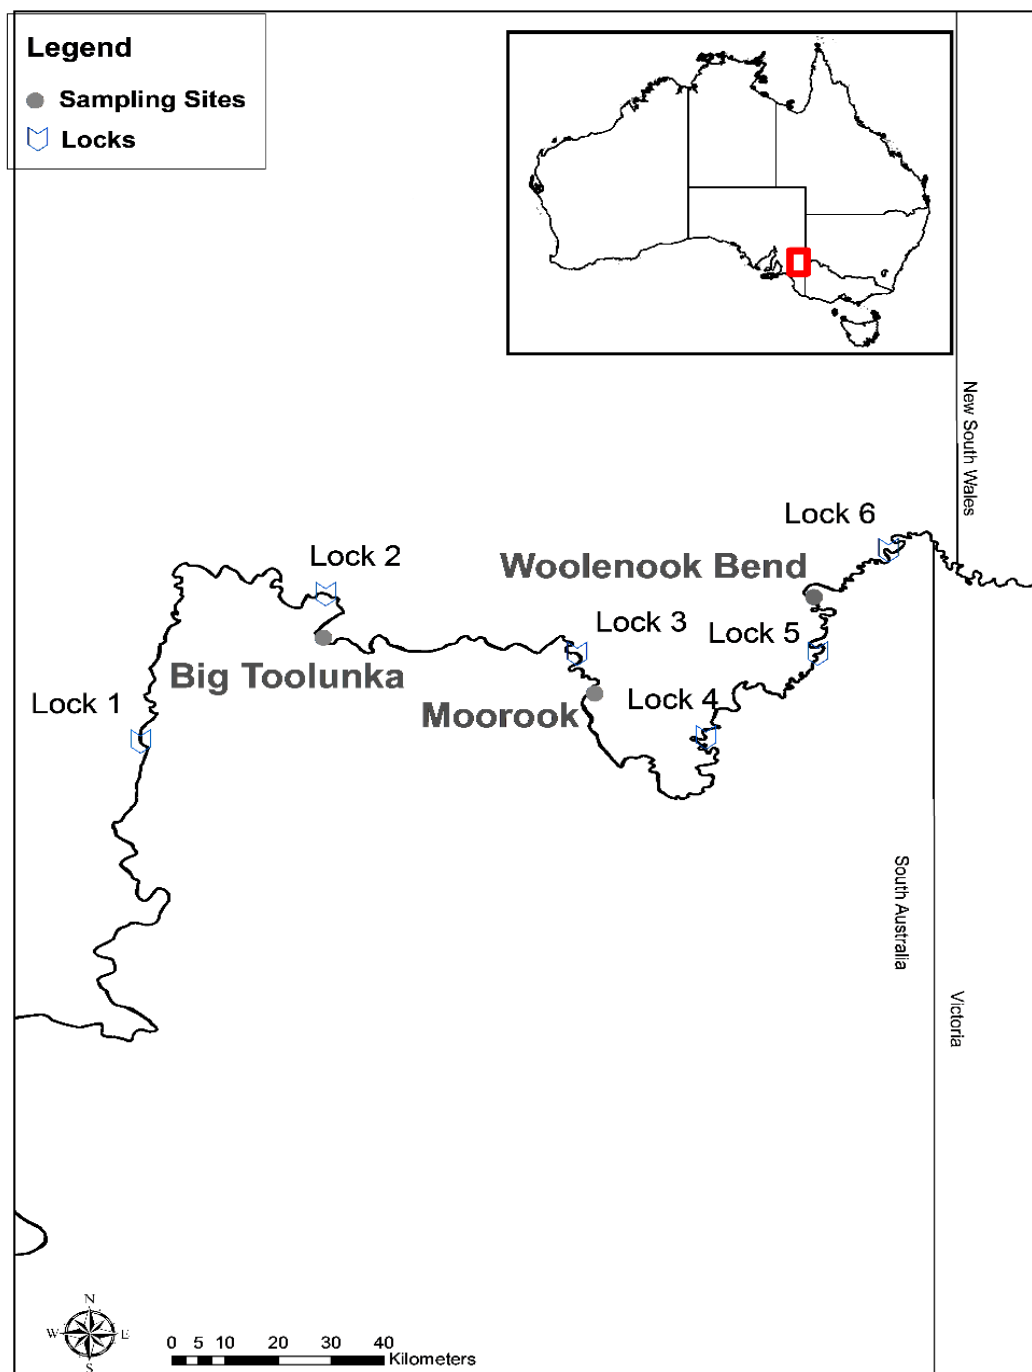 Legend
Sampling Sites
Locks
New South Wales
Lock 6
Lock 2
Woolenook Bend
Lock 3
Lock 5
Big Toolunka
Lock 1
Moorook
Lock 4
South Australia
Victoria
N
W E
S
0 5 10 20 30 40
Kilometers